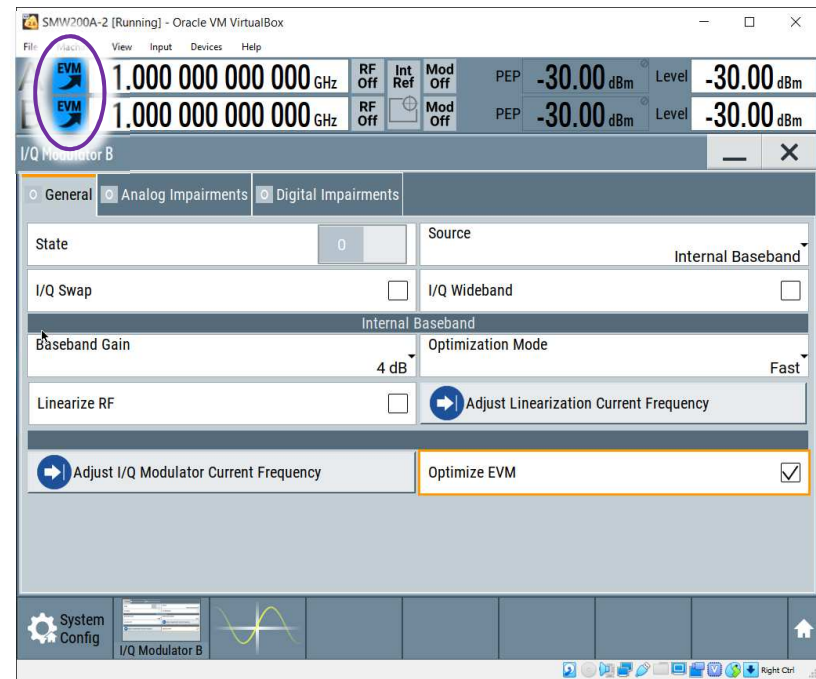 SMW200A-2 [Running] - Oracle VM VirtualBox
File Machine View Input Devices Help
A EVM 1.000 000 000 000 GHz RF Off Int Ref Mod Off PEP -30.00 dBm Level -30.00 dBm
EVM 1.000 000 000 000 GHz RF Off Mod Off PEP -30.00 dBm Level -30.00 dBm
I/Q Modulator B
0 General 0 Analog Impairments 0 Digital Impairments
State 0 Source Internal Baseband
I/Q Swap I/Q Wideband
Internal Baseband
Baseband Gain 4 dB Optimization Mode Fast
Linearize RF Adjust Linearization Current Frequency
Adjust I/Q Modulator Current Frequency Optimize EVM
System Config I/Q Modulator B
Right Ctrl